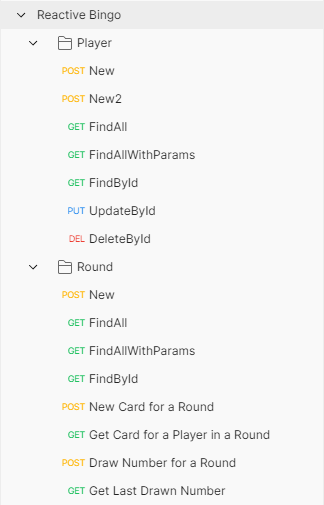 Reactive Bingo
Player
POST New
POST New2
GET FindAll
GET FindAllWithParams
GET FindById
PUT UpdateById
DEL DeleteById
Round
POST New
GET FindAll
GET FindAllWithParams
GET FindById
POST New Card for a Round
GET Get Card for a Player in a Round
POST Draw Number for a Round
GET Get Last Drawn Number